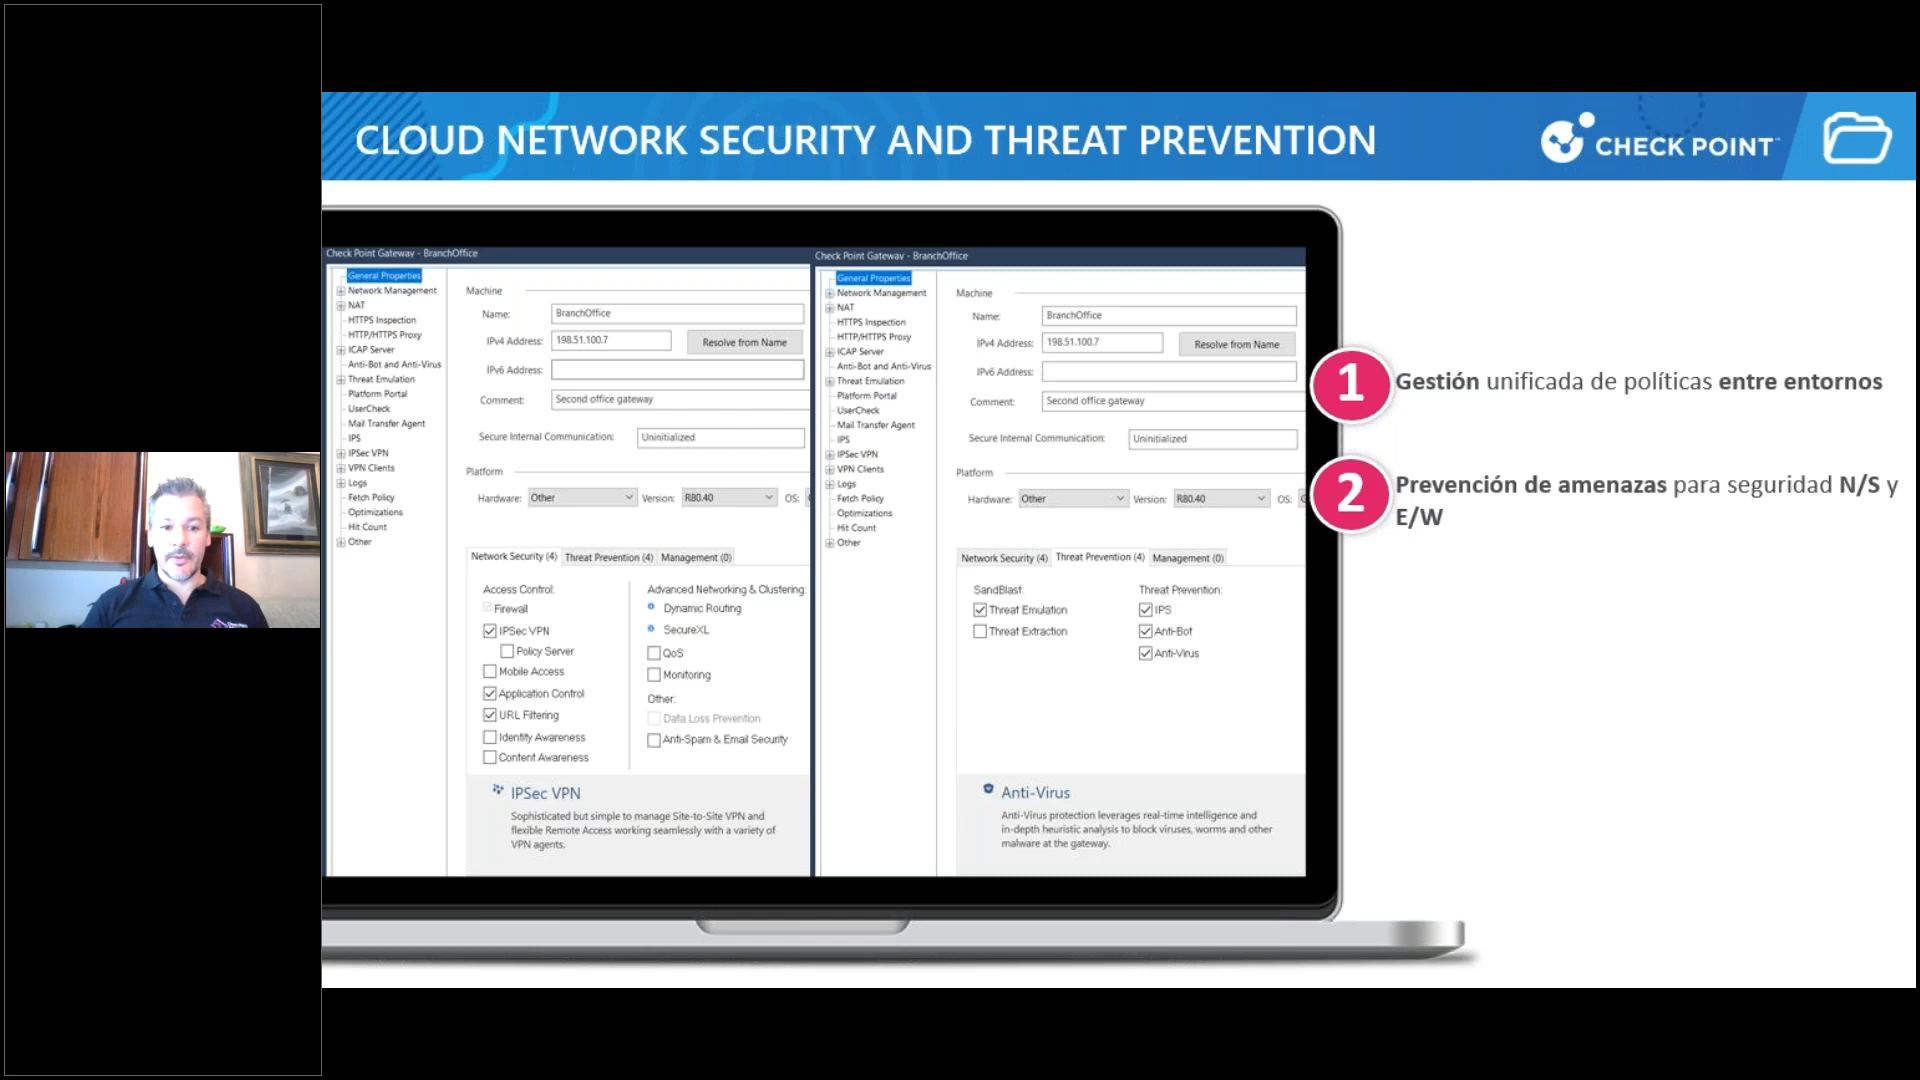 CLOUD NETWORK SECURITY AND THREAT PREVENTION
CHECK POINT
Check Point Gateway - BranchOffice
General Properties
Network Management
NAT
HTTPS Inspection
HTTP/HTTPS Proxy
ICAP Server
Anti-Bot and Anti-Virus
Threat Emulation
Platform Portal
UserCheck
Mail Transfer Agent
IPS
IPSec VPN
VPN Clients
Logs
Fetch Policy
Optimizations
Hit Count
Other
Machine
Name: BranchOffice
IPv4 Address: 198.51.100.7 Resolve from Name
IPv6 Address:
Comment: Second office gateway
Secure Internal Communication: Uninitialized
Platform
Hardware: Other Version: R80.40 OS:
Network Security (4) Threat Prevention (4) Management (0)
Access Control:
Firewall
IPSec VPN
Policy Server
Mobile Access
Application Control
URL Filtering
Identity Awareness
Content Awareness
Advanced Networking & Clustering:
Dynamic Routing
SecureXL
QoS
Monitoring
Other:
Data Loss Prevention
Anti-Spam & Email Security
IPSec VPN
Sophisticated but simple to manage Site-to-Site VPN and
flexible Remote Access working seamlessly with a variety of
VPN agents.
Check Point Gateway - BranchOffice
General Properties
Network Management
NAT
HTTPS Inspection
HTTP/HTTPS Proxy
ICAP Server
Anti-Bot and Anti-Virus
Threat Emulation
Platform Portal
UserCheck
Mail Transfer Agent
IPS
IPSec VPN
VPN Clients
Logs
Fetch Policy
Optimizations
Hit Count
Other
Machine
Name: BranchOffice
IPv4 Address: 198.51.100.7 Resolve from Name
IPv6 Address:
Comment: Second office gateway
Secure Internal Communication: Uninitialized
Platform
Hardware: Other Version: R80.40 OS:
Network Security (4) Threat Prevention (4) Management (0)
SandBlast:
Threat Emulation
Threat Extraction
Threat Prevention:
IPS
Anti-Bot
Anti-Virus
Anti-Virus
Anti-Virus protection leverages real-time intelligence and
in-depth heuristic analysis to block viruses, worms and other
malware at the gateway.
1 Gestión unificada de políticas entre entornos
2 Prevención de amenazas para seguridad N/S y
E/W